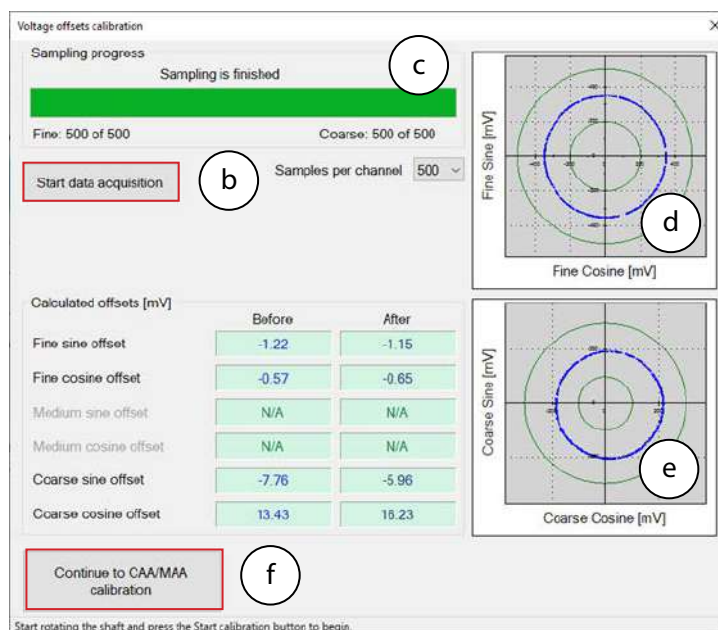 Voltage offsets calibration
Sampling progress
Sampling is finished
c
Fine: 500 of 500 Coarse: 500 of 500
Start data acquisition
b
Samples per channel 500
Fine Sine [mV]
d
Fine Cosine [mV]
Calculated offsets [mV]
Before After
Fine sine offset -1.22 -1.15
Fine cosine offset -0.57 -0.65
Medium sine offset N/A N/A
Medium cosine offset N/A N/A
Coarse sine offset -7.76 -5.96
Coarse cosine offset 13.43 16.23
Coarse Sine [mV]
e
Coarse Cosine [mV]
Continue to CAA/MAA
calibration
f
Start rotating the shaft and press the Start calibration button to begin.